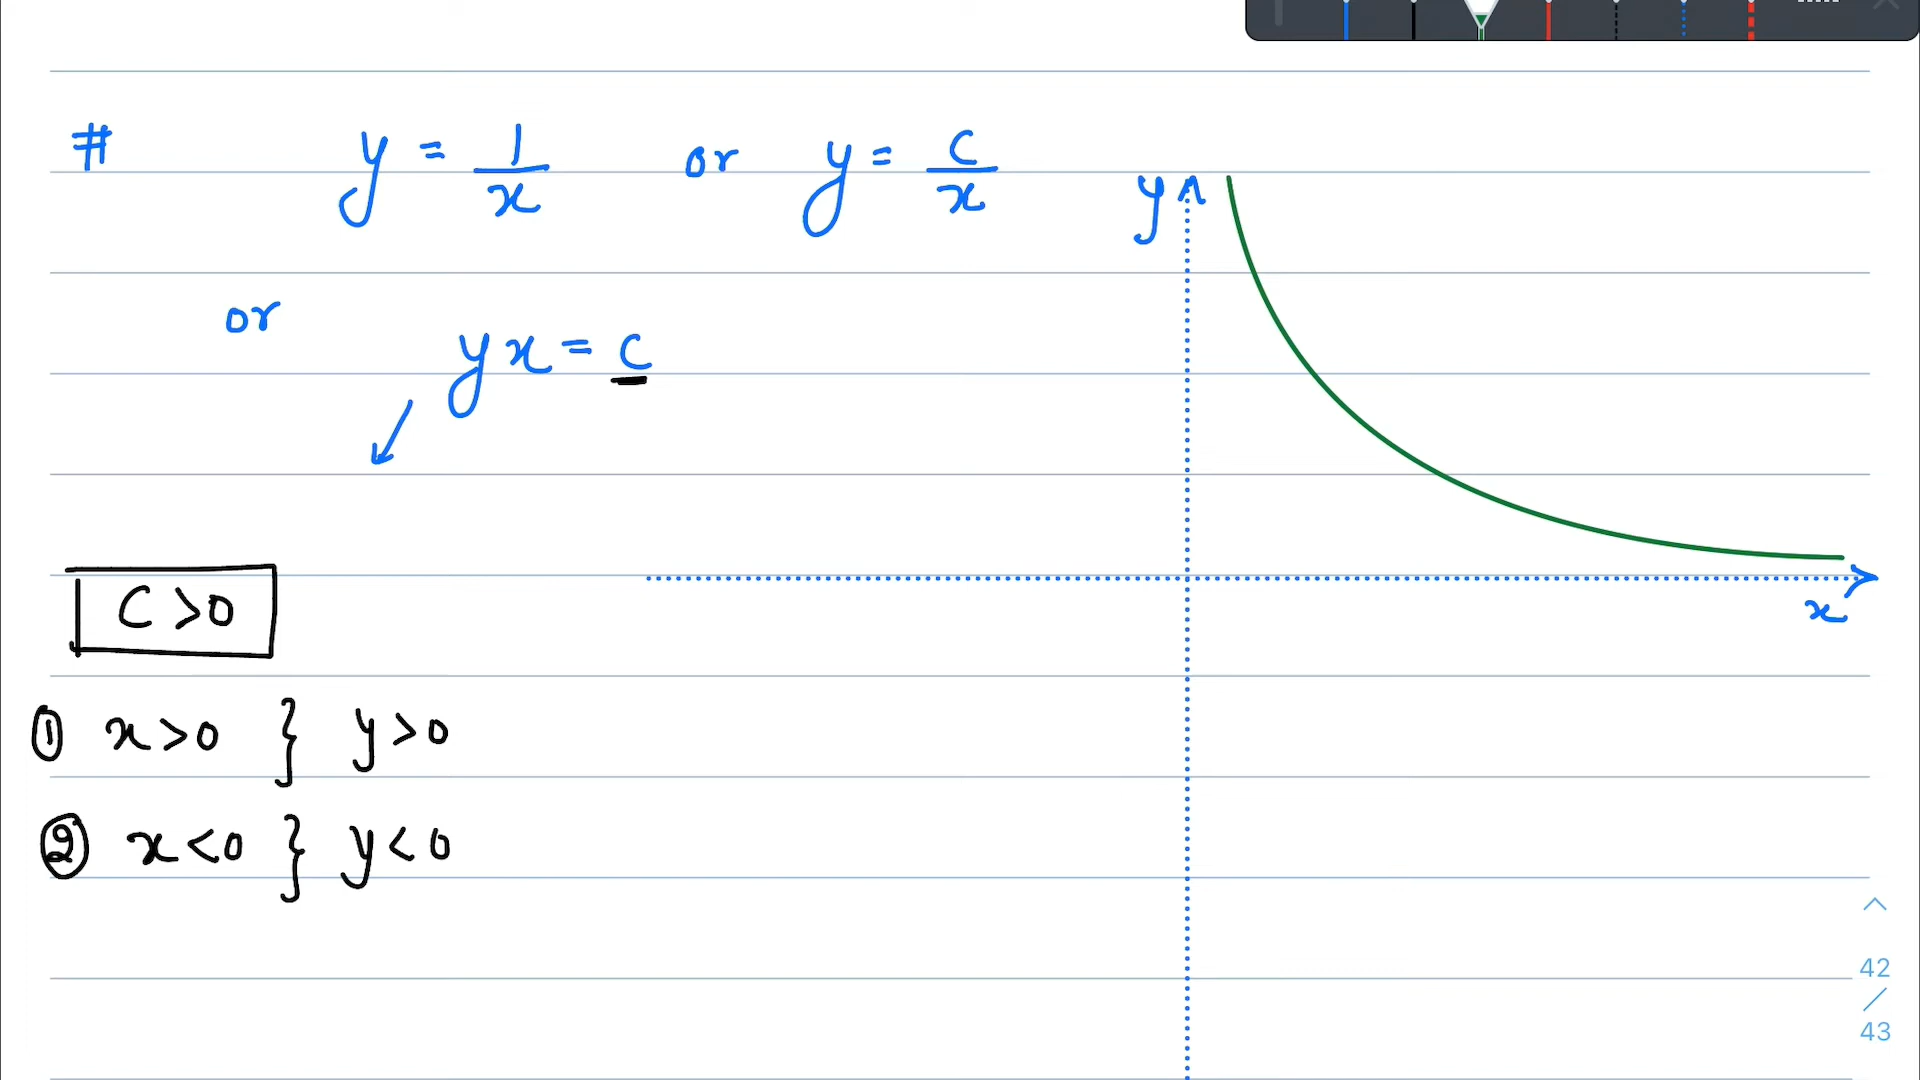 # y = 1/x or y = c/x
or yx = c
y
x
C > 0
① x > 0 } y > 0
② x < 0 } y < 0
42
/
43